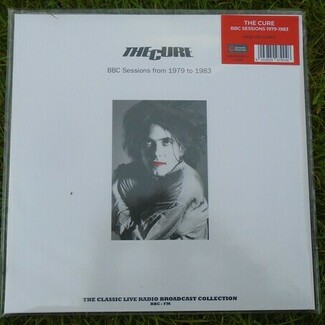 THE CURE
BBC SESSIONS 1979-1983
THE CURE
BBC Sessions from 1979 to 1983
THE CLASSIC LIVE RADIO BROADCAST COLLECTION
BBC - FM